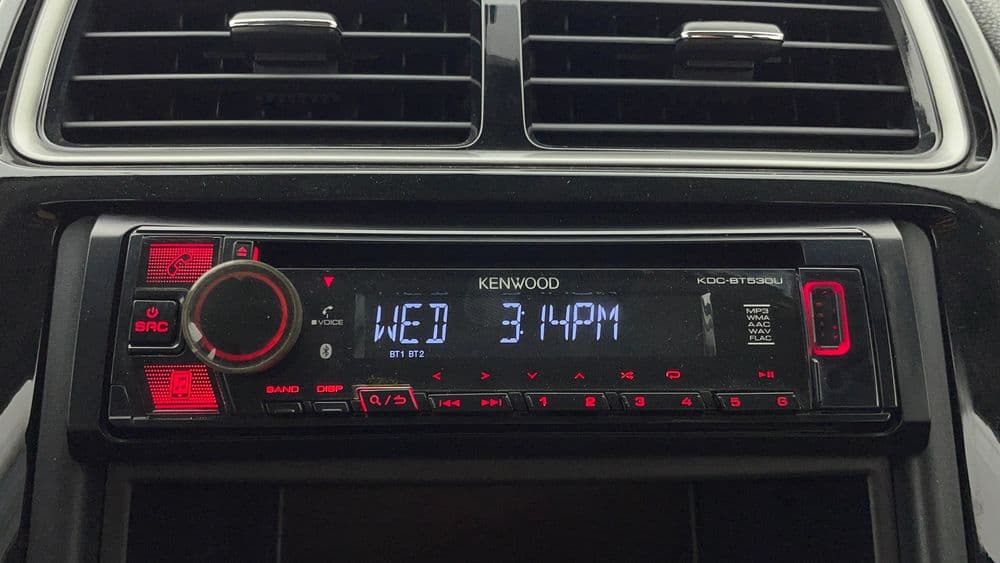 KENWOOD
KDC-BT530U
SRC
VOICE
WED 3:14PM
BT1 BT2
MP3
WMA
AAC
WAV
FLAC
BAND DISP
1 2 3 4 5 6